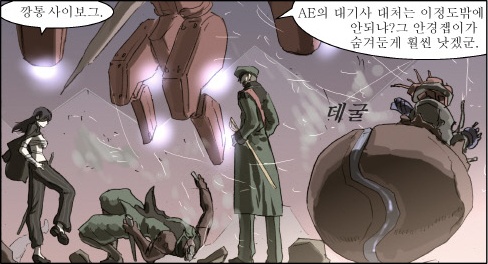 깡통 사이보그.
AE의 대기사 대처는 이정도밖에
안되냐?그 안경잽이가
숨겨둔게 훨씬 낫겠군.
데굴